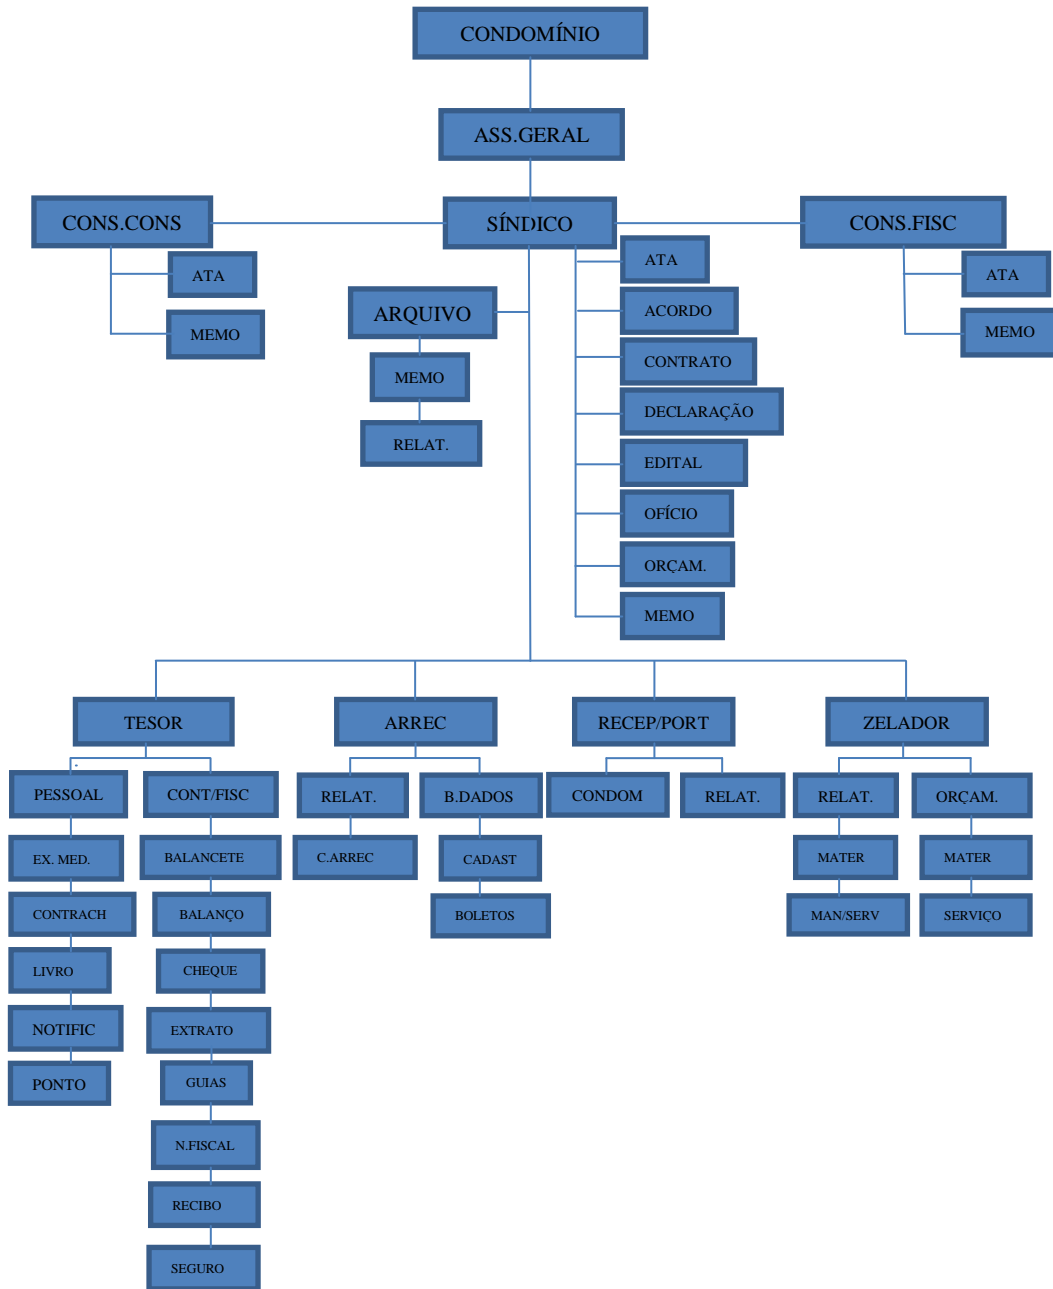 CONDOMÍNIO
ASS.GERAL
CONS.CONS
SÍNDICO
CONS.FISC
ATA
MEMO
ARQUIVO
MEMO
RELAT.
ATA
ACORDO
CONTRATO
DECLARAÇÃO
EDITAL
OFÍCIO
ORÇAM.
MEMO
ATA
MEMO
TESOR
ARREC
RECEP/PORT
ZELADOR
PESSOAL
EX. MED.
CONTRACH
LIVRO
NOTIFIC
PONTO
CONT/FISC
BALANCETE
BALANÇO
CHEQUE
EXTRATO
GUIAS
N.FISCAL
RECIBO
SEGURO
RELAT.
C.ARREC
B.DADOS
CADAST
BOLETOS
CONDOM
RELAT.
RELAT.
MATER
MAN/SERV
ORÇAM.
MATER
SERVIÇO